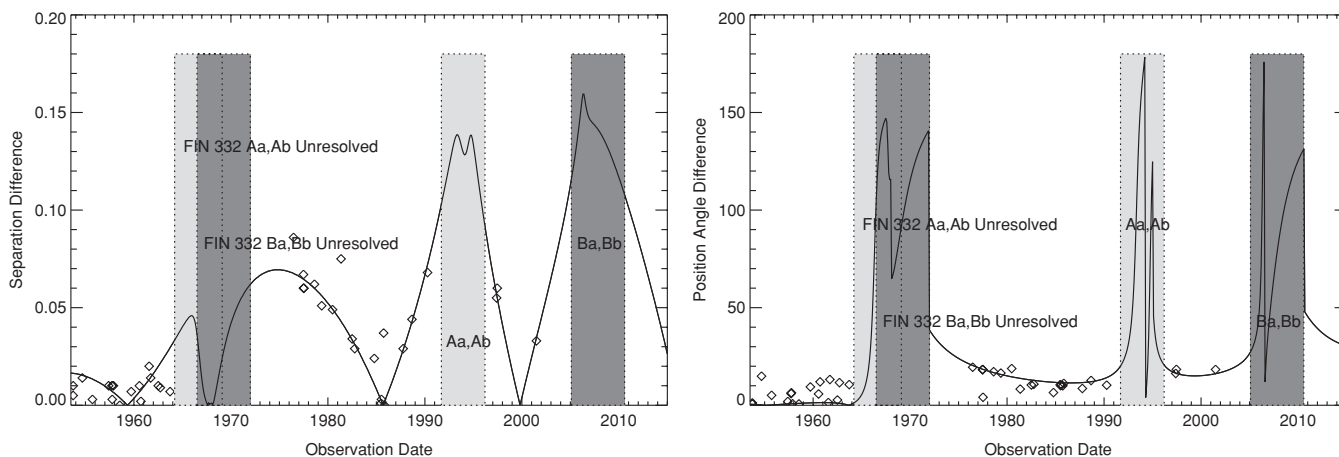 0.20
0.15
0.10
0.05
0.00
Separation Difference
FIN 332 Aa,Ab Unresolved
FIN 332 Ba,Bb Unresolved
Aa,Ab
Ba,Bb
1960 1970 1980 1990 2000 2010
Observation Date
200
150
100
50
0
Position Angle Difference
FIN 332 Aa,Ab Unresolved
Aa,Ab
FIN 332 Ba,Bb Unresolved
Ba,Bb
1960 1970 1980 1990 2000 2010
Observation Date